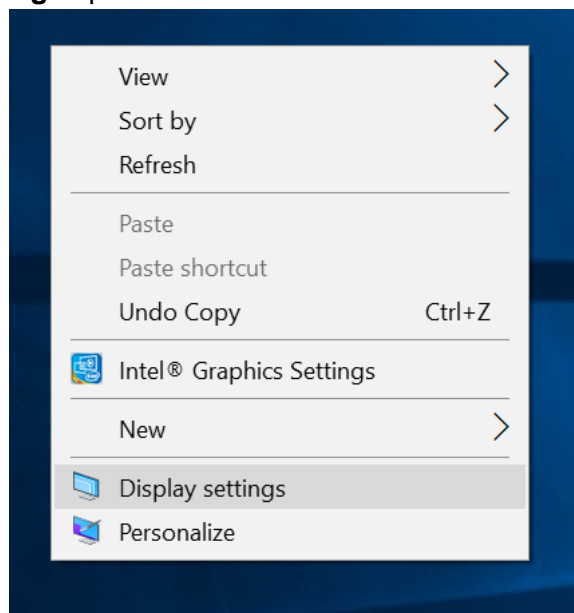 View
Sort by
Refresh
Paste
Paste shortcut
Undo Copy Ctrl+Z
Intel® Graphics Settings
New
Display settings
Personalize